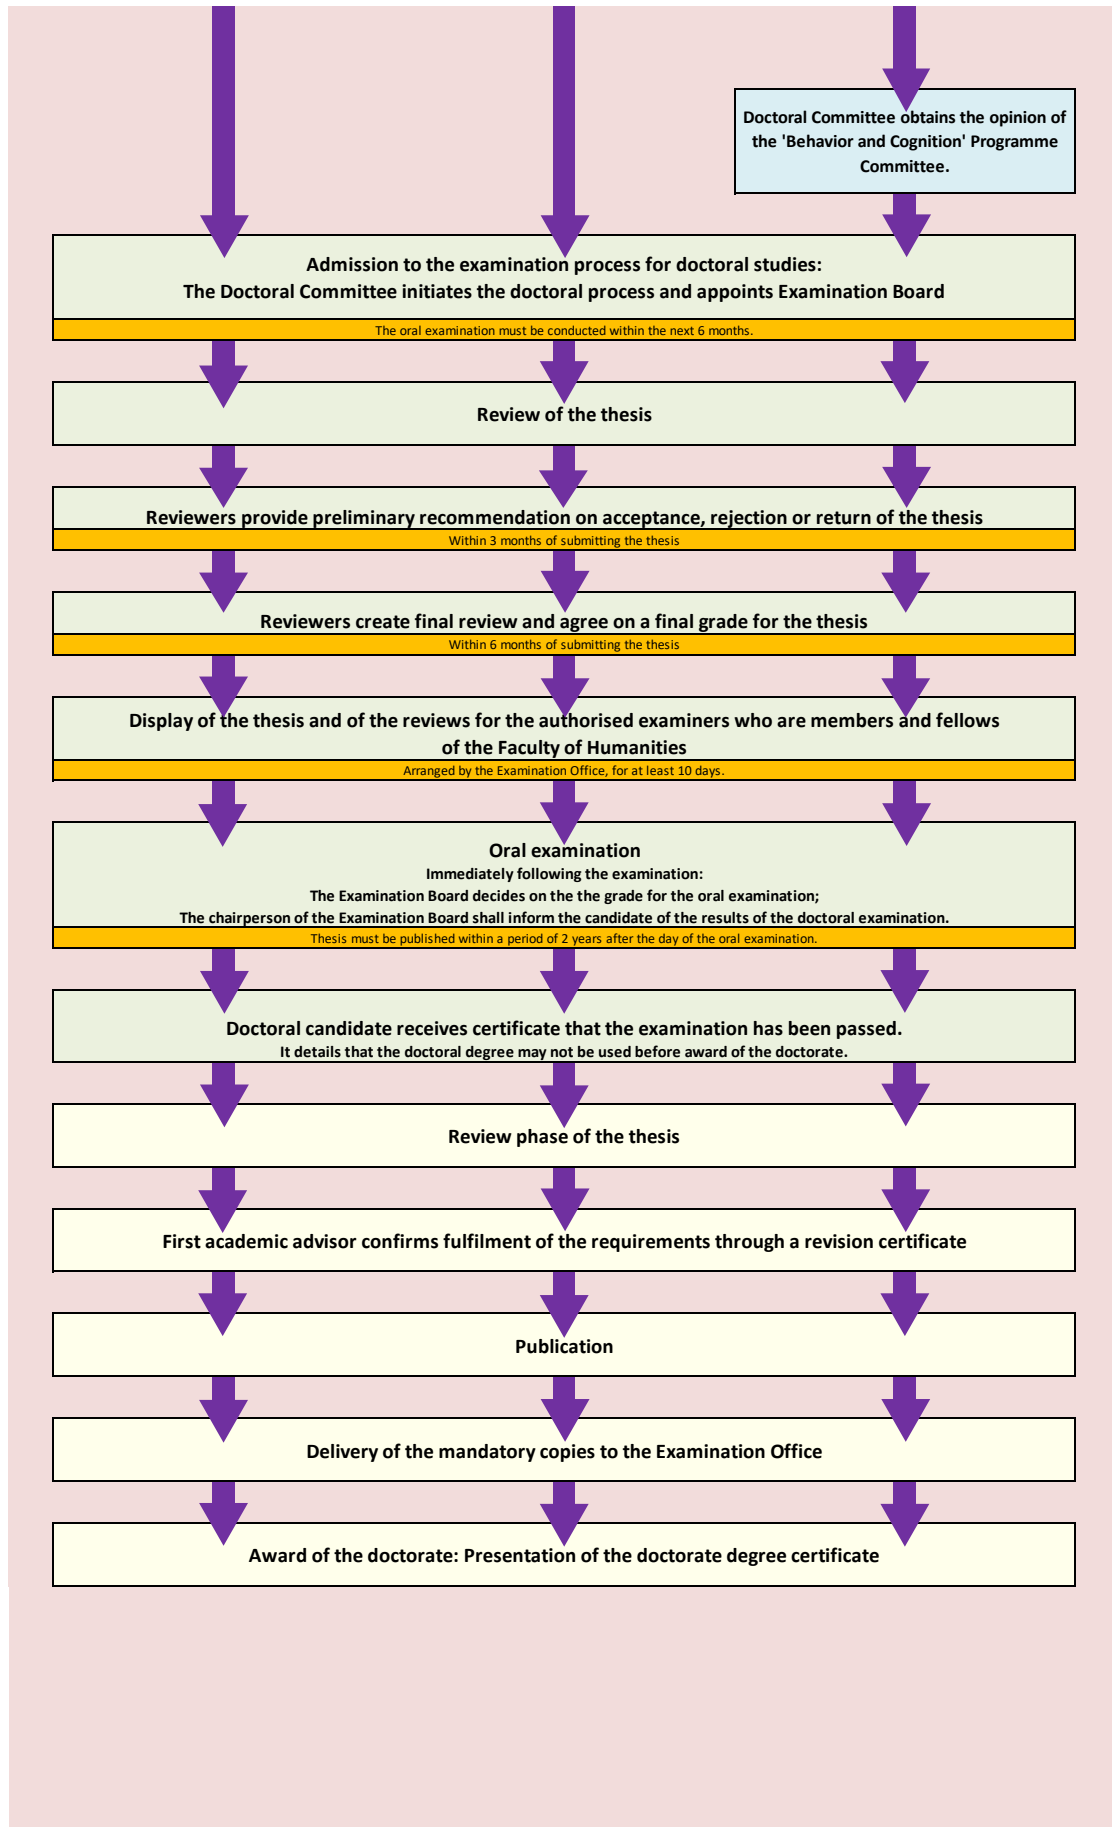 Doctoral Committee obtains the opinion of
the 'Behavior and Cognition' Programme
Committee.
Admission to the examination process for doctoral studies:
The Doctoral Committee initiates the doctoral process and appoints Examination Board
The oral examination must be conducted within the next 6 months.
Review of the thesis
Reviewers provide preliminary recommendation on acceptance, rejection or return of the thesis
Within 3 months of submitting the thesis
Reviewers create final review and agree on a final grade for the thesis
Within 6 months of submitting the thesis
Display of the thesis and of the reviews for the authorised examiners who are members and fellows
of the Faculty of Humanities
Arranged by the Examination Office, for at least 10 days.
Oral examination
Immediately following the examination:
The Examination Board decides on the the grade for the oral examination;
The chairperson of the Examination Board shall inform the candidate of the results of the doctoral examination.
Thesis must be published within a period of 2 years after the day of the oral examination.
Doctoral candidate receives certificate that the examination has been passed.
It details that the doctoral degree may not be used before award of the doctorate.
Review phase of the thesis
First academic advisor confirms fulfilment of the requirements through a revision certificate
Publication
Delivery of the mandatory copies to the Examination Office
Award of the doctorate: Presentation of the doctorate degree certificate